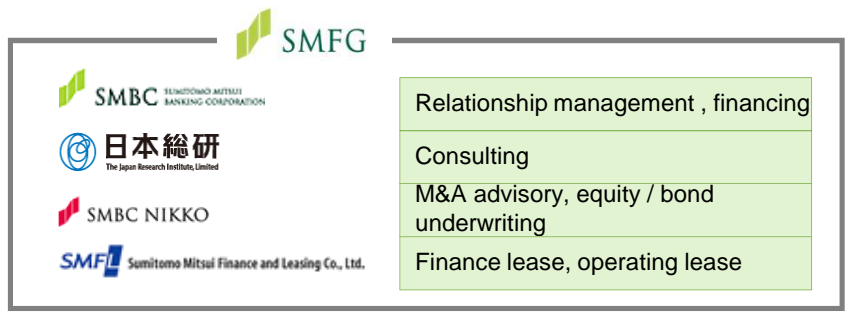 SMFG
SMBC SUMITOMO MITSUI
BANKING CORPORATION
Relationship management , financing
日本総研
The Japan Research Institute, Limited
Consulting
SMBC NIKKO
M&A advisory, equity / bond
underwriting
SMFL Sumitomo Mitsui Finance and Leasing Co., Ltd.
Finance lease, operating lease